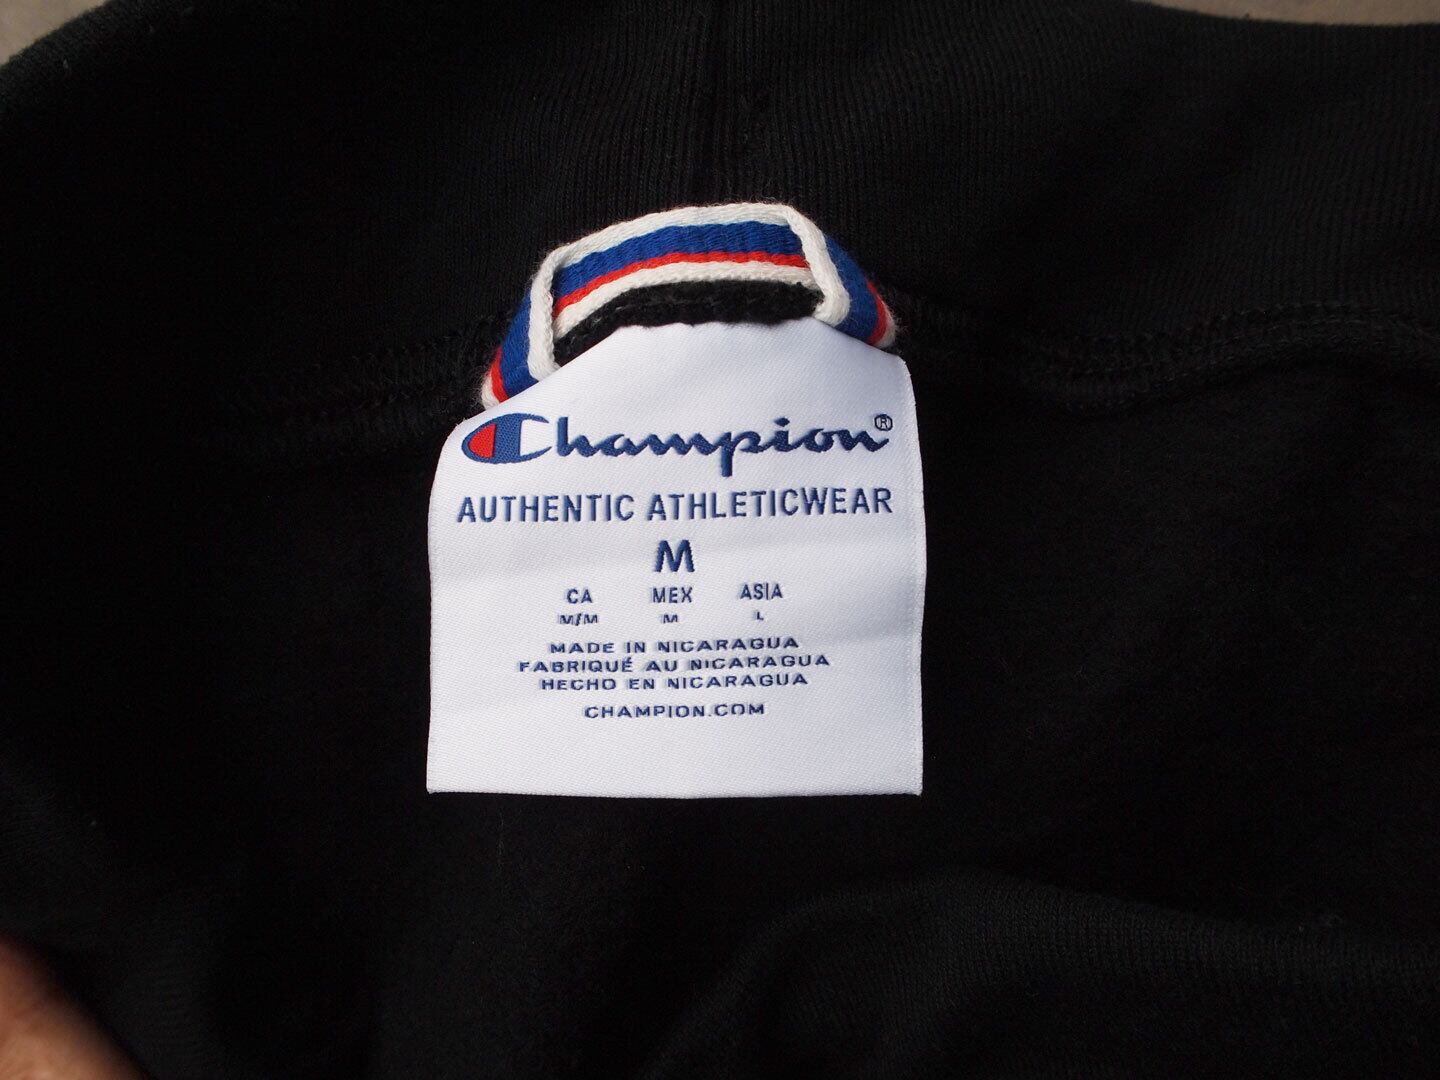 Champion®
AUTHENTIC ATHLETICWEAR
M
CA MEX ASIA
M/M M L
MADE IN NICARAGUA
FABRIQUÉ AU NICARAGUA
HECHO EN NICARAGUA
CHAMPION.COM